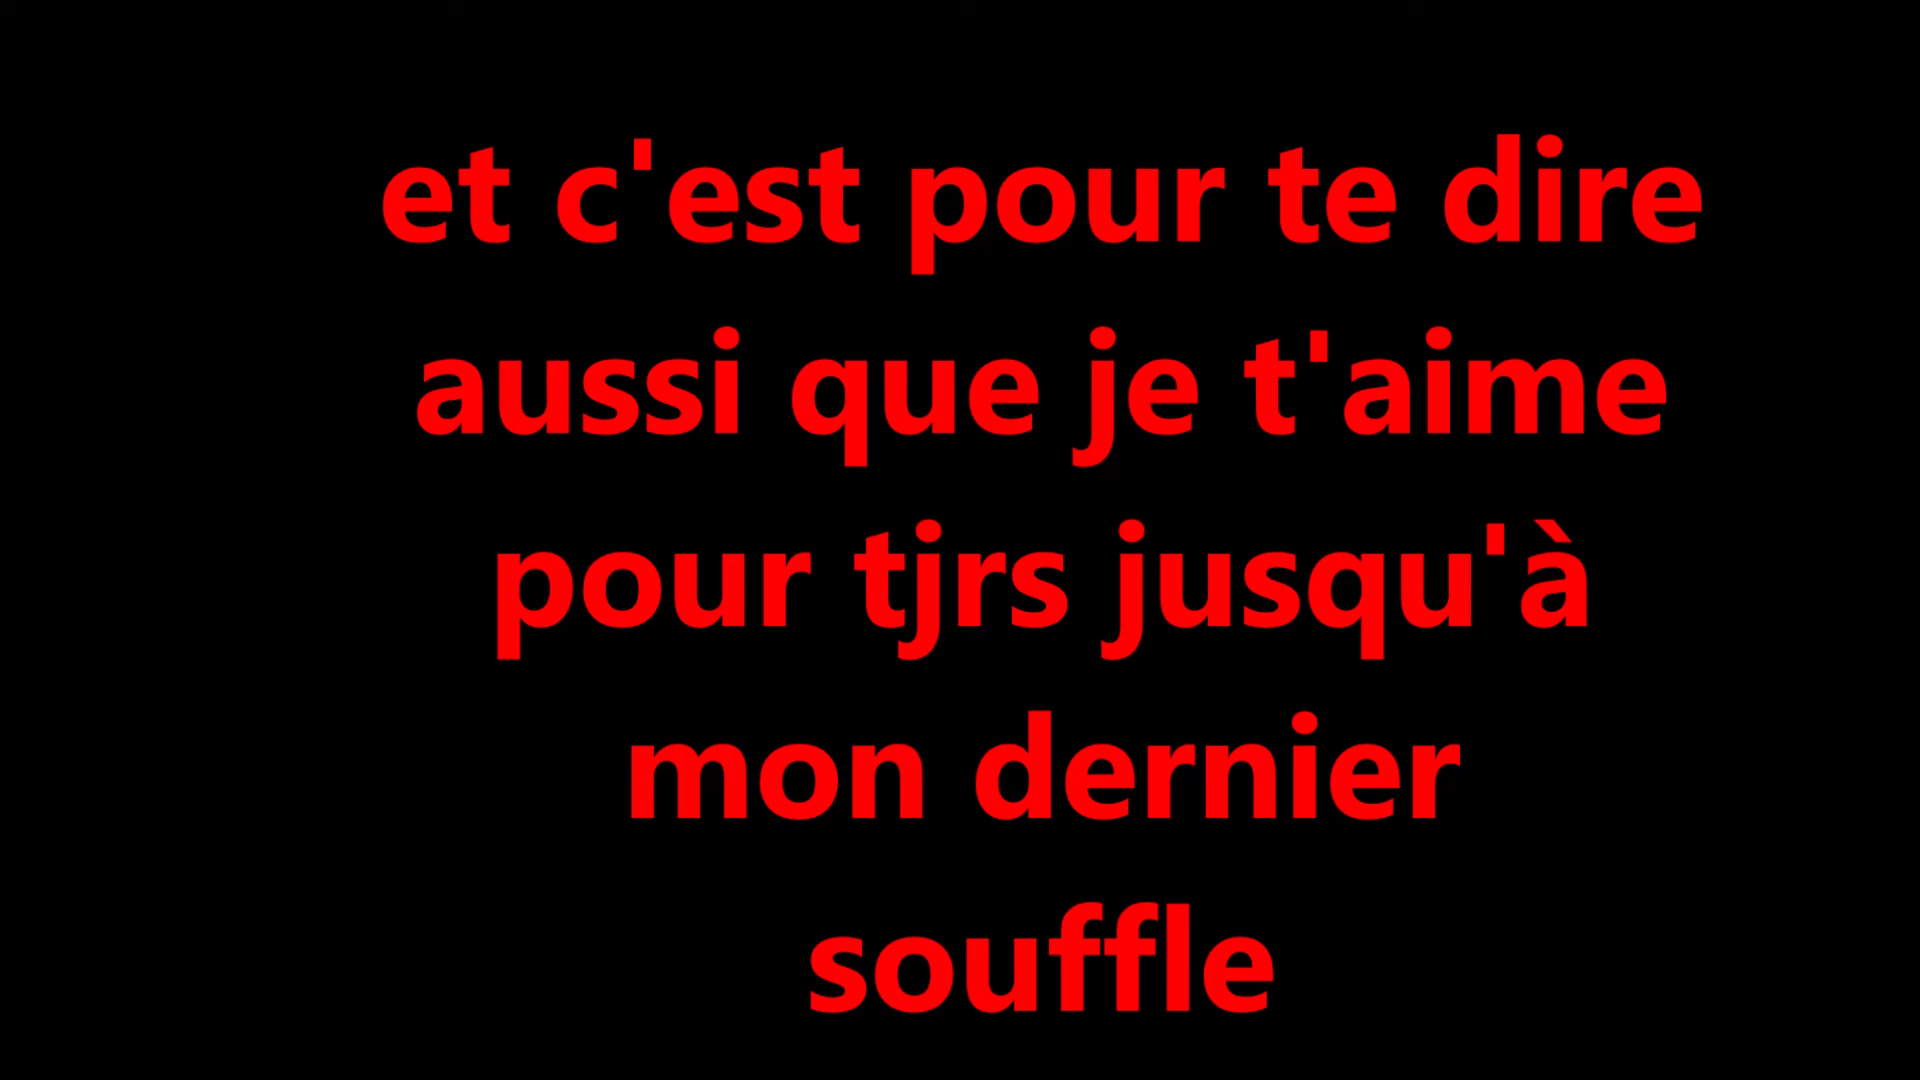 et c'est pour te dire
aussi que je t'aime
pour tjrs jusqu'à
mon dernier
souffle